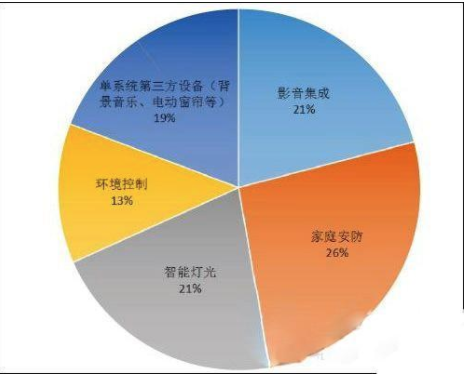 单系统第三方设备（背
景音乐、电动窗帘等）
19%
影音集成
21%
环境控制
13%
家庭安防
26%
智能灯光
21%